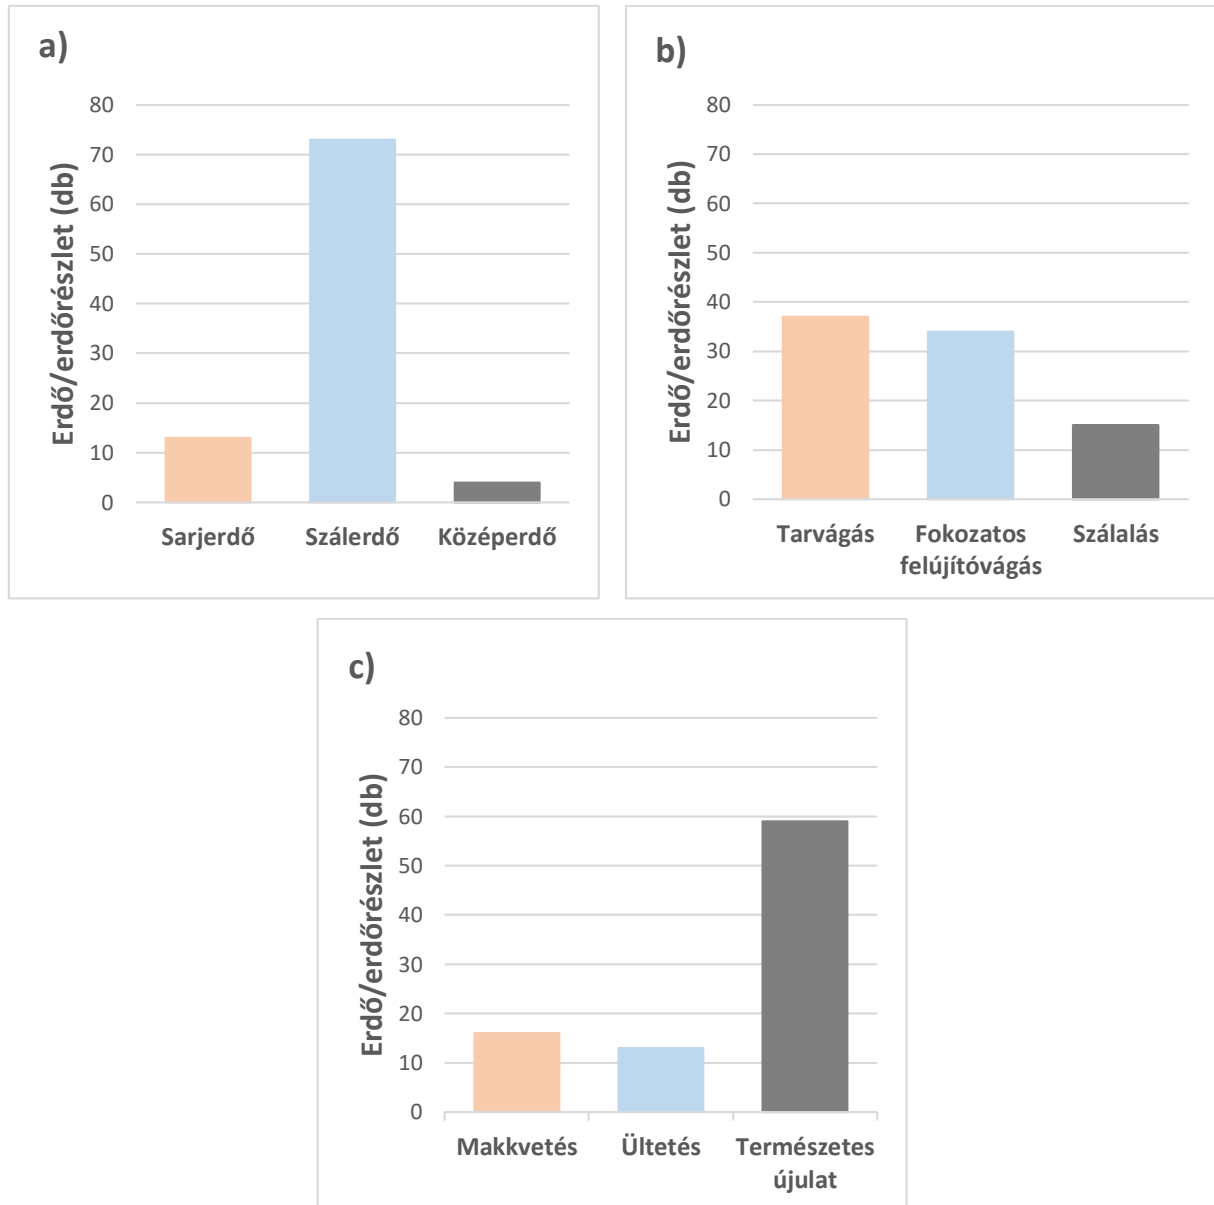 a)
Erdő/erdőrészlet (db)
80
70
60
50
40
30
20
10
0
Sarjerdő Szálerdő Középerdő
b)
Erdő/erdőrészlet (db)
80
70
60
50
40
30
20
10
0
Tarvágás Fokozatos Szálalás
felújítóvágás
c)
Erdő/erdőrészlet (db)
80
70
60
50
40
30
20
10
0
Makkvetés Ültetés Természetes
újulat